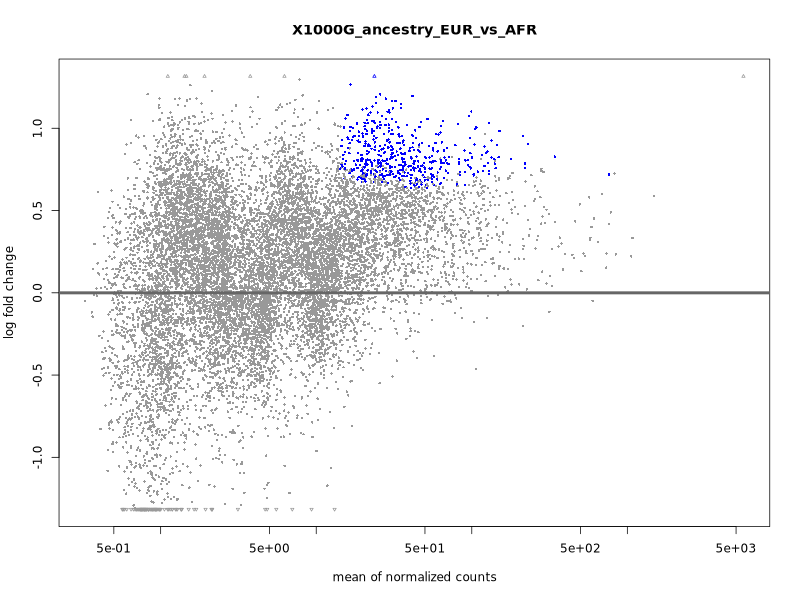 X1000G_ancestry_EUR_vs_AFR
log fold change
1.0
0.5
0.0
-0.5
-1.0
5e-01 5e+00 5e+01 5e+02 5e+03
mean of normalized counts